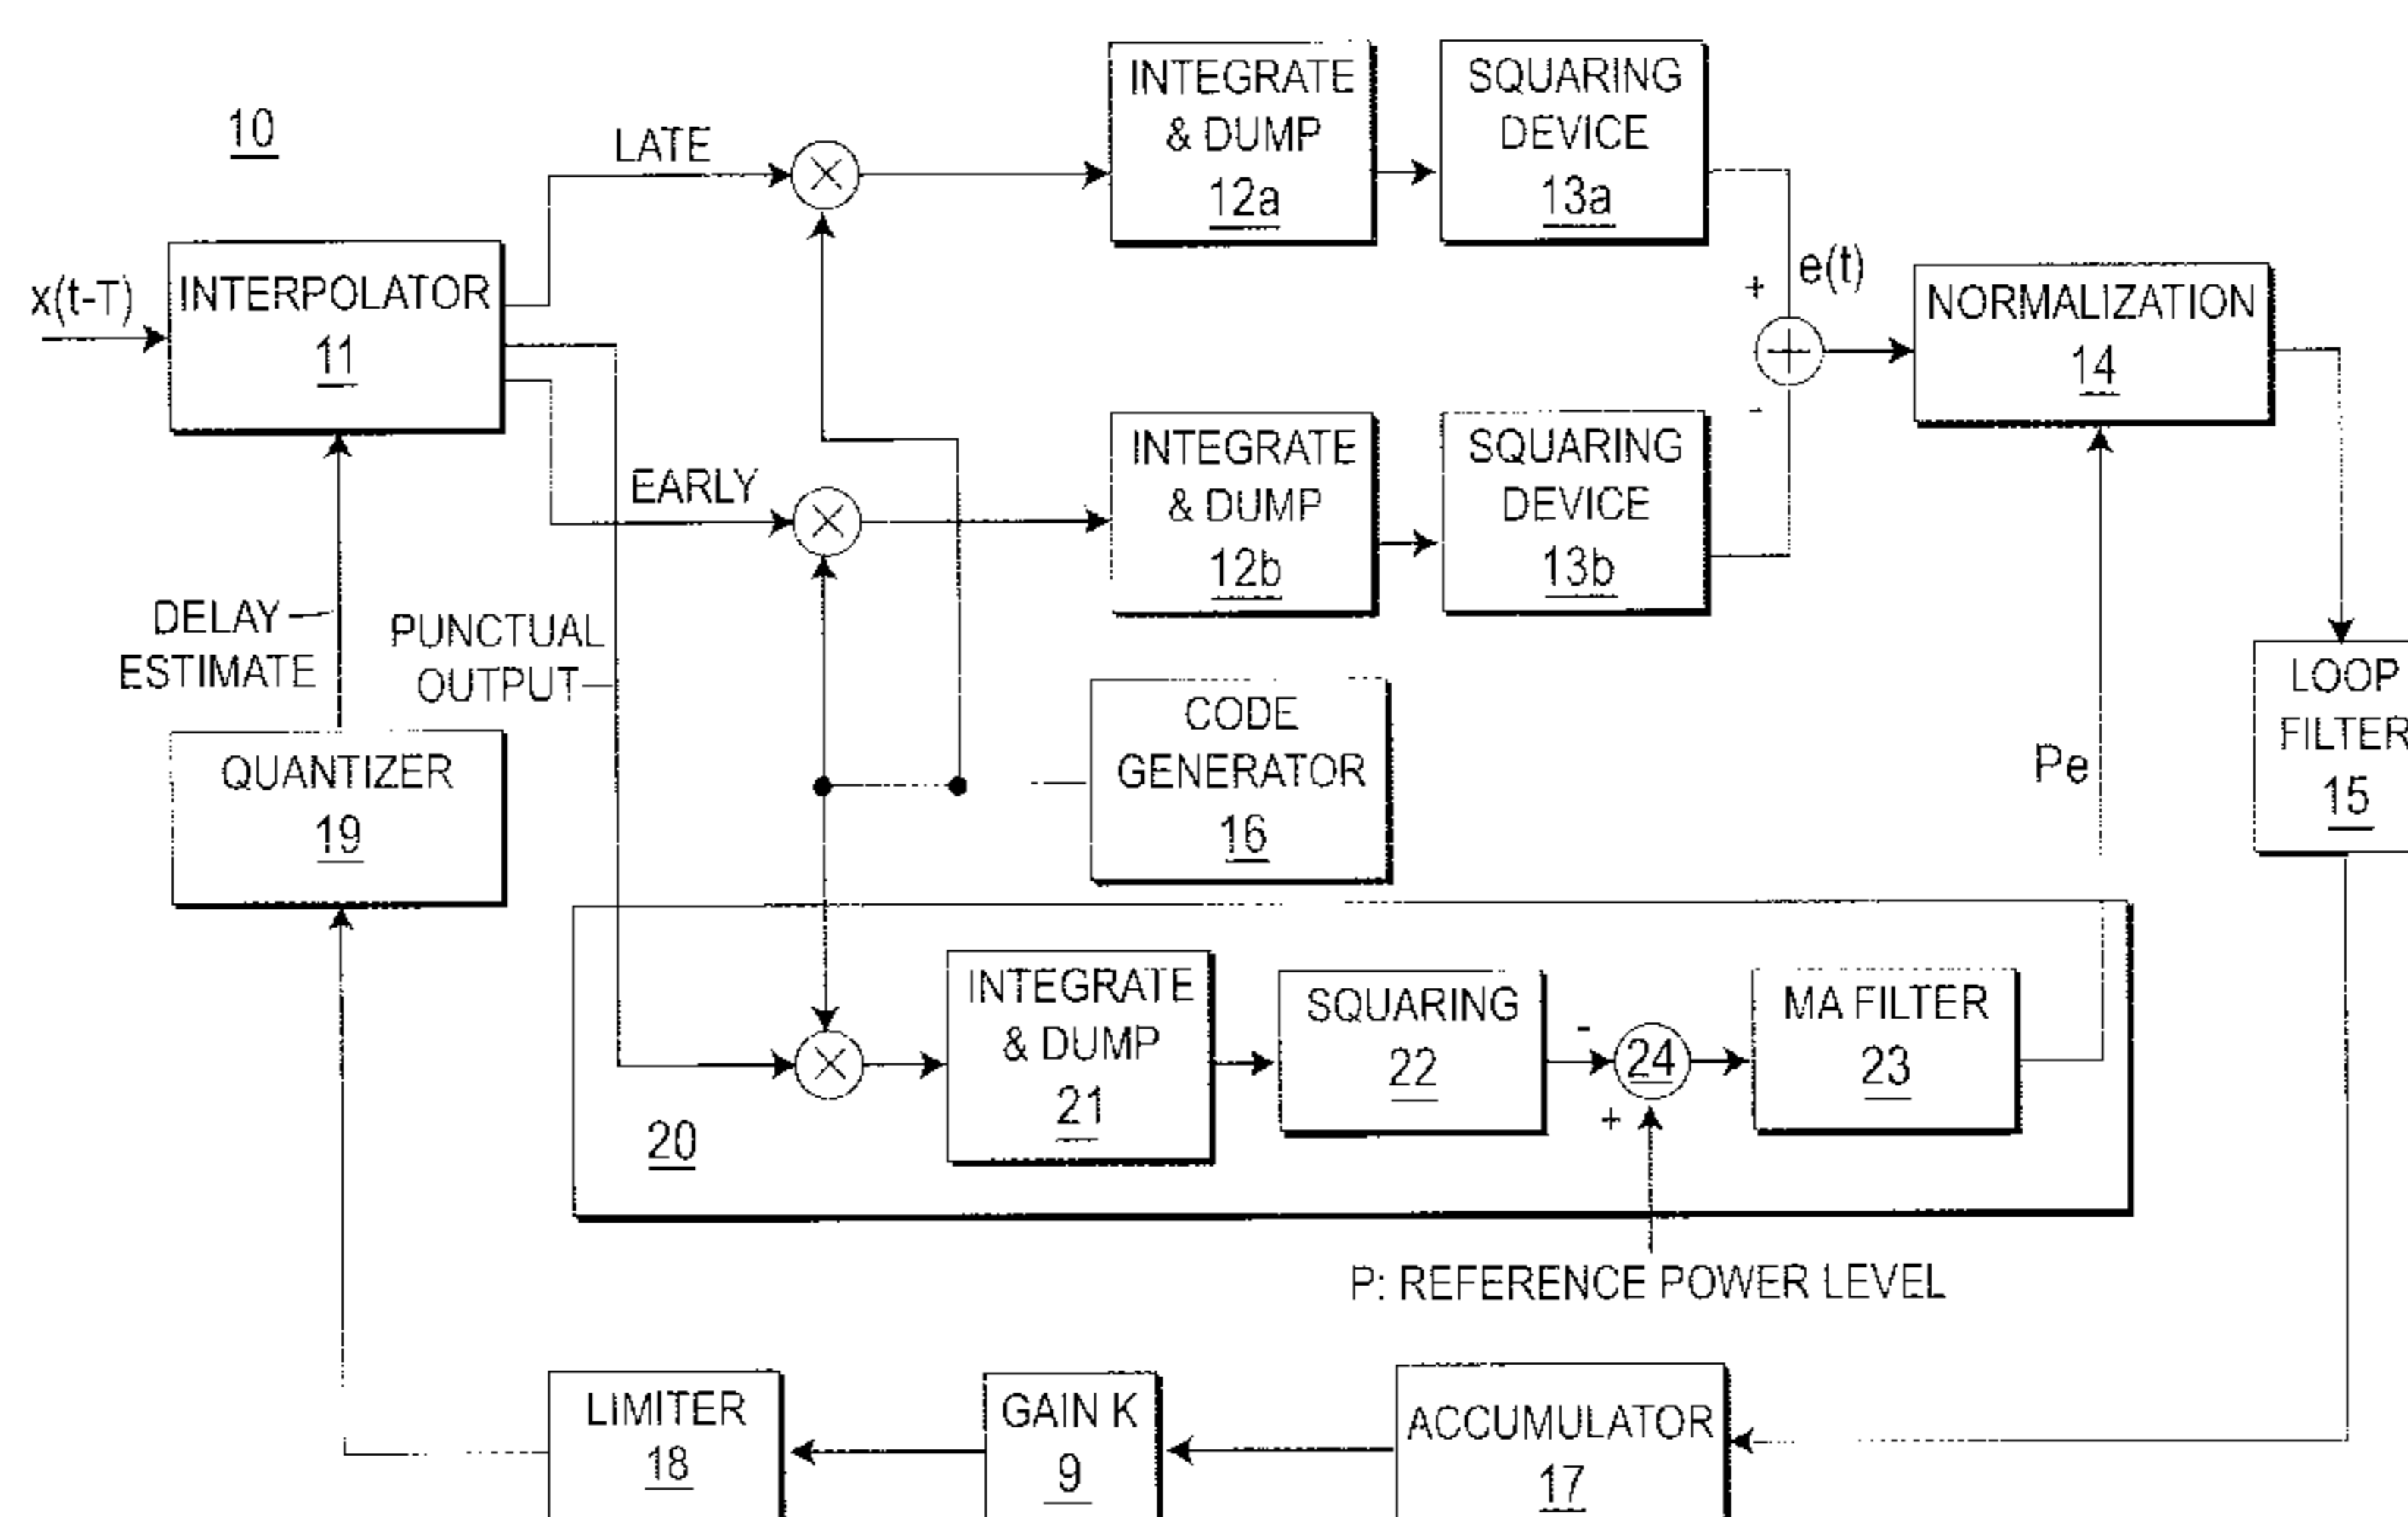 10
LATE
INTEGRATE
& DUMP
12a
SQUARING
DEVICE
13a
x(t-T)
INTERPOLATOR
11
+
e(t)
NORMALIZATION
14
-
EARLY
INTEGRATE
& DUMP
12b
SQUARING
DEVICE
13b
DELAY
ESTIMATE
PUNCTUAL
OUTPUT
CODE
GENERATOR
16
Pe
LOOP
FILTER
15
QUANTIZER
19
20
INTEGRATE
& DUMP
21
SQUARING
22
-
24
+
MA FILTER
23
P: REFERENCE POWER LEVEL
LIMITER
18
GAIN K
9
ACCUMULATOR
17